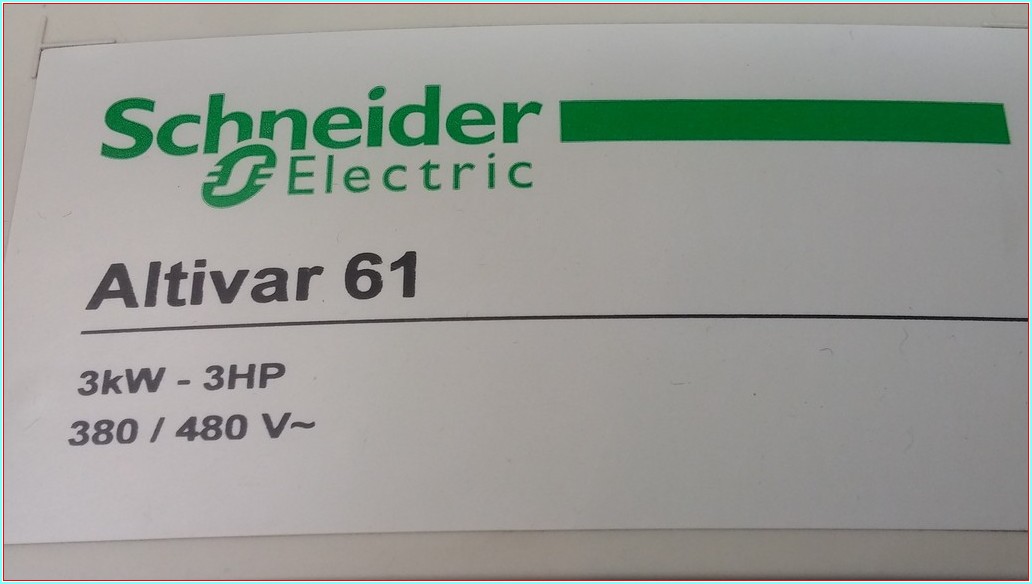 Schneider
Electric
Altivar 61
3kW - 3HP
380 / 480 V~